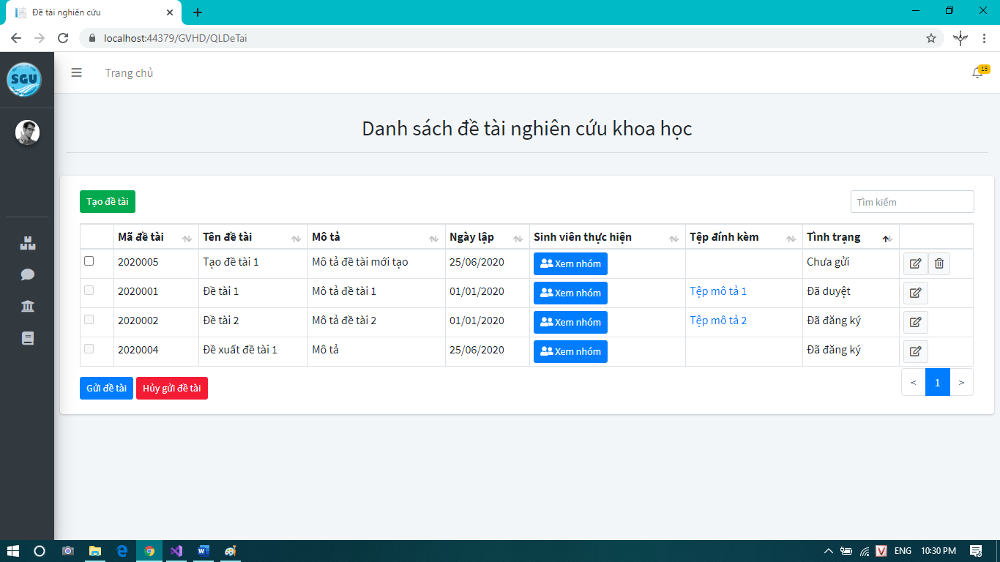 Đề tài nghiên cứu
localhost:44379/GVHD/QLDeTai
SGU
Trang chủ
15
Danh sách đề tài nghiên cứu khoa học
Tạo đề tài
Tìm kiếm
Mã đề tài Tên đề tài Mô tả Ngày lập Sinh viên thực hiện Tệp đính kèm Tình trạng
2020005 Tạo đề tài 1 Mô tả đề tài mới tạo 25/06/2020 Xem nhóm Chưa gửi
2020001 Đề tài 1 Mô tả đề tài 1 01/01/2020 Xem nhóm Tệp mô tả 1 Đã duyệt
2020002 Đề tài 2 Mô tả đề tài 2 01/01/2020 Xem nhóm Tệp mô tả 2 Đã đăng ký
2020004 Đề xuất đề tài 1 Mô tả 25/06/2020 Xem nhóm Đã đăng ký
Gửi đề tài Hủy gửi đề tài
< 1 >
ENG 10:30 PM